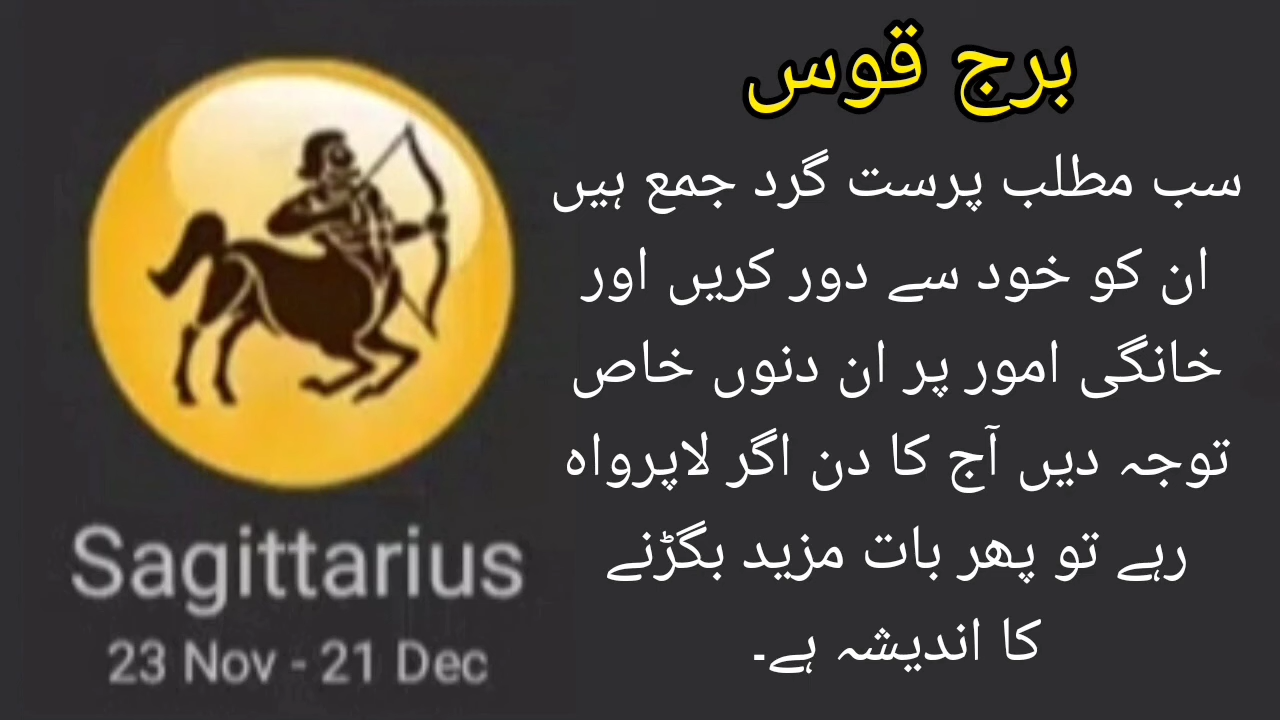 برج قوس
سب مطلب پرست گرد جمع ہیں
ان کو خود سے دور کریں اور
خانگی امور پر ان دنوں خاص
توجہ دیں آج کا دن اگر لاپرواہ
رہے تو پھر بات مزید بگڑنے
کا اندیشہ ہے۔
Sagittarius
23 Nov - 21 Dec